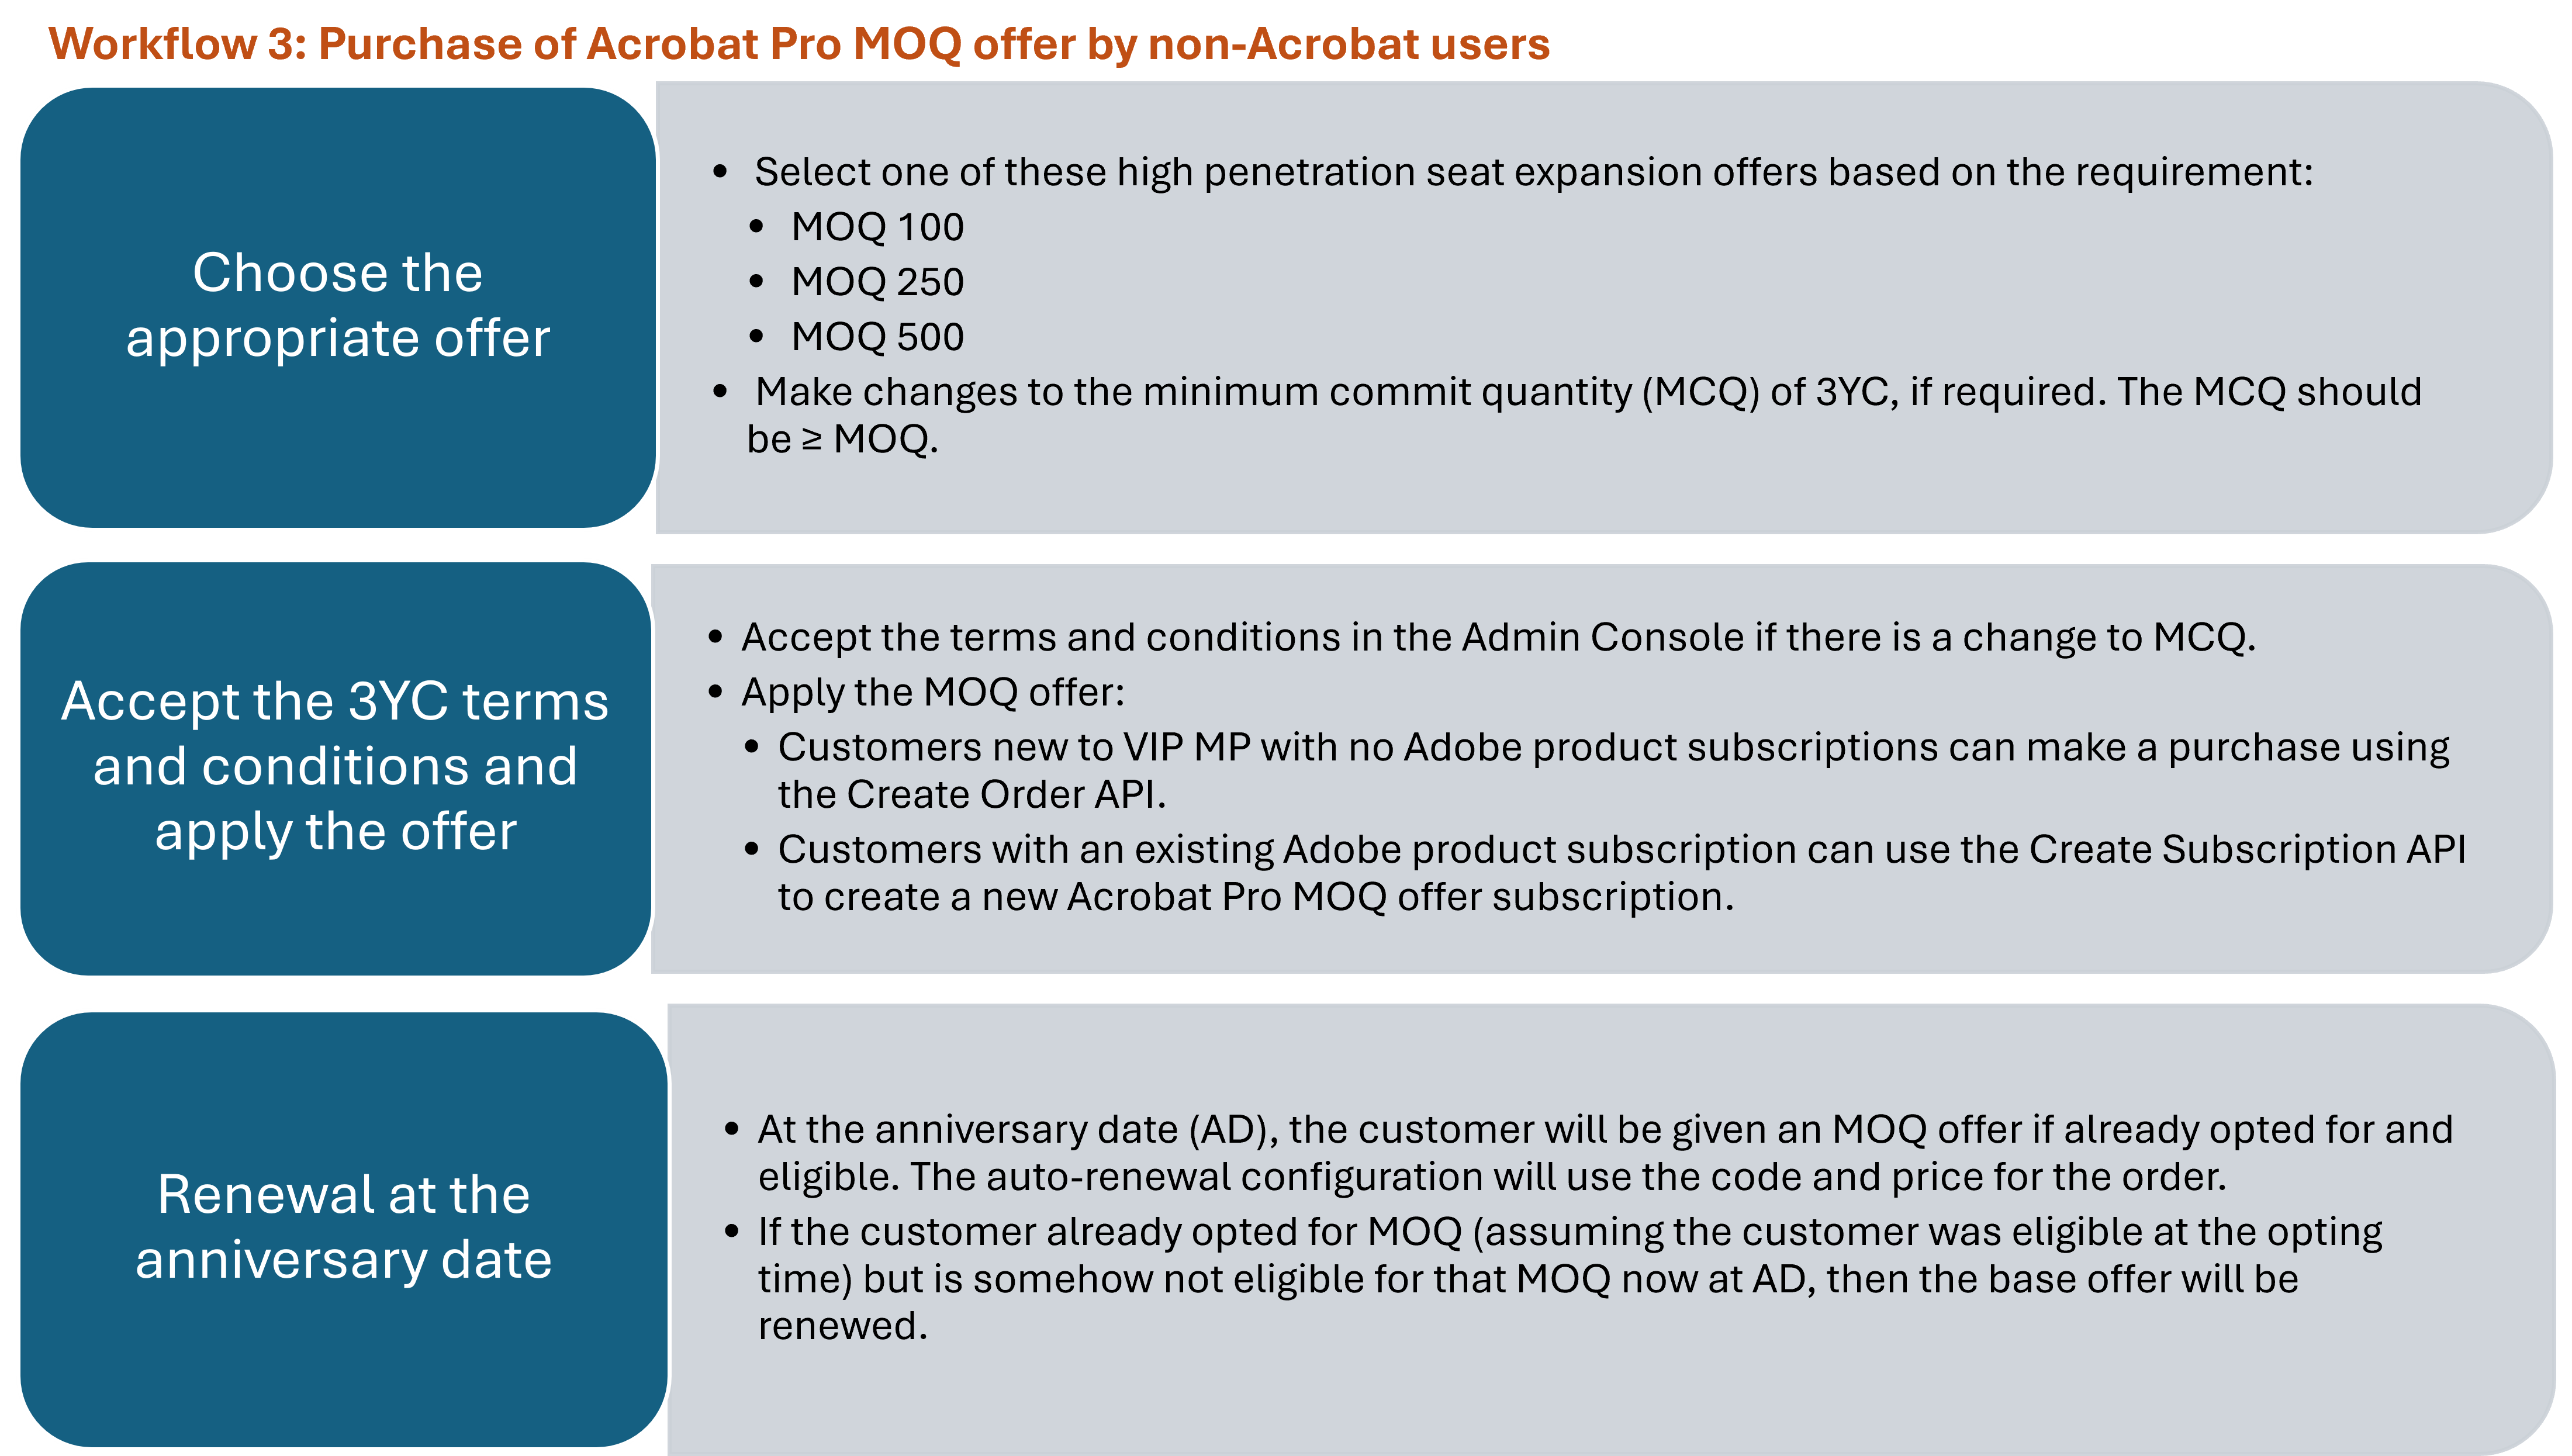 Workflow 3: Purchase of Acrobat Pro MOQ offer by non-Acrobat users
Choose the
appropriate offer
• Select one of these high penetration seat expansion offers based on the requirement:
• MOQ 100
• MOQ 250
• MOQ 500
• Make changes to the minimum commit quantity (MCQ) of 3YC, if required. The MCQ should
be ≥ MOQ.
Accept the 3YC terms
and conditions and
apply the offer
• Accept the terms and conditions in the Admin Console if there is a change to MCQ.
• Apply the MOQ offer:
• Customers new to VIP MP with no Adobe product subscriptions can make a purchase using
the Create Order API.
• Customers with an existing Adobe product subscription can use the Create Subscription API
to create a new Acrobat Pro MOQ offer subscription.
Renewal at the
anniversary date
• At the anniversary date (AD), the customer will be given an MOQ offer if already opted for and
eligible. The auto-renewal configuration will use the code and price for the order.
• If the customer already opted for MOQ (assuming the customer was eligible at the opting
time) but is somehow not eligible for that MOQ now at AD, then the base offer will be
renewed.